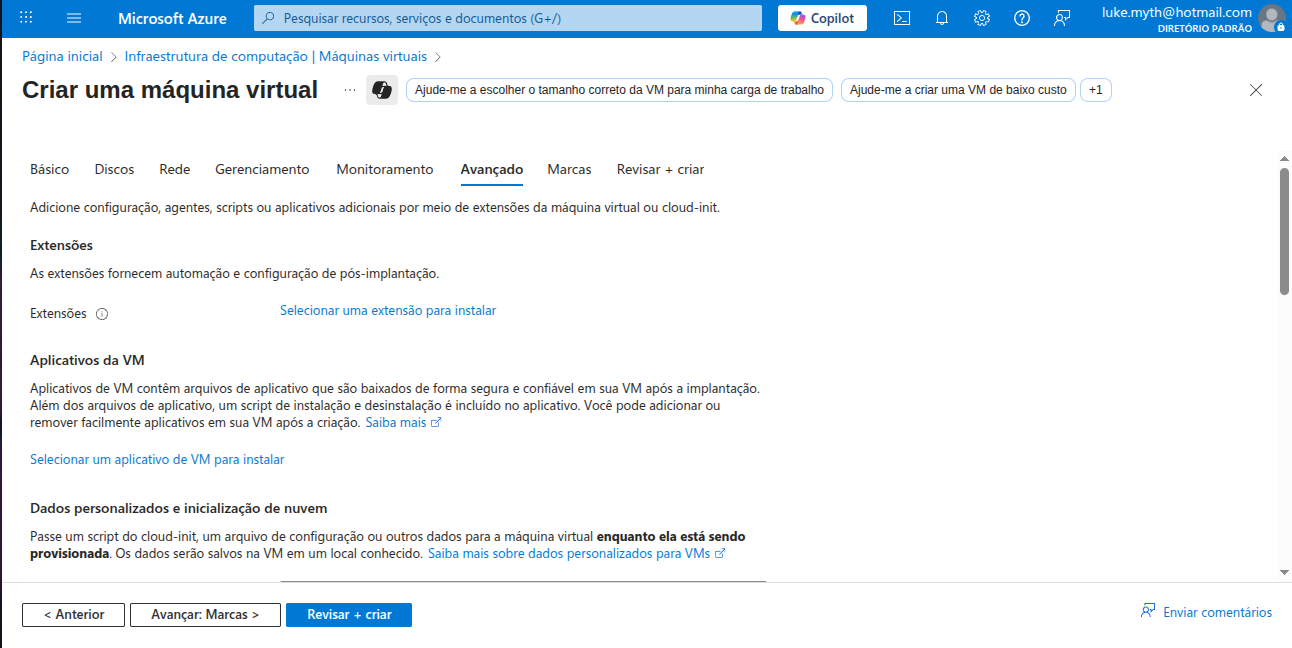 Microsoft Azure
Pesquisar recursos, serviços e documentos (G+/)
Copilot
luke.myth@hotmail.com
DIRETÓRIO PADRÃO
Página inicial > Infraestrutura de computação | Máquinas virtuais >
Criar uma máquina virtual
...
Ajude-me a escolher o tamanho correto da VM para minha carga de trabalho
Ajude-me a criar uma VM de baixo custo
+1
Básico Discos Rede Gerenciamento Monitoramento Avançado Marcas Revisar + criar
Adicione configuração, agentes, scripts ou aplicativos adicionais por meio de extensões da máquina virtual ou cloud-init.
Extensões
As extensões fornecem automação e configuração de pós-implantação.
Extensões
Selecionar uma extensão para instalar
Aplicativos da VM
Aplicativos de VM contêm arquivos de aplicativo que são baixados de forma segura e confiável em sua VM após a implantação.
Além dos arquivos de aplicativo, um script de instalação e desinstalação é incluído no aplicativo. Você pode adicionar ou
remover facilmente aplicativos em sua VM após a criação. Saiba mais
Selecionar um aplicativo de VM para instalar
Dados personalizados e inicialização de nuvem
Passe um script do cloud-init, um arquivo de configuração ou outros dados para a máquina virtual enquanto ela está sendo
provisionada. Os dados serão salvos na VM em um local conhecido. Saiba mais sobre dados personalizados para VMs
< Anterior
Avançar: Marcas >
Revisar + criar
Enviar comentários